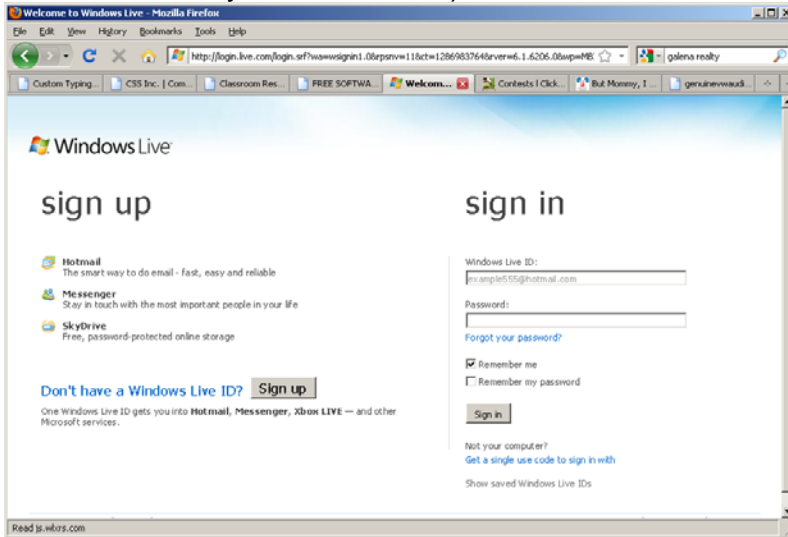 Welcome to Windows Live - Mozilla Firefox
File Edit View History Bookmarks Tools Help
http://login.live.com/login.srf?wa=wsignin1.0&rpsnv=11&ct=1286983764&rver=6.1.6206.0&wp=MB galena realty
Custom Typing... CSS Inc. | Com... Classroom Res... FREE SOFTWA... Welcom... Contests | Click... But Mommy, I ... genuinevwaudi...
Windows Live
sign up
sign in
Hotmail
The smart way to do email - fast, easy and reliable
Messenger
Stay in touch with the most important people in your life
SkyDrive
Free, password-protected online storage
Don't have a Windows Live ID? Sign up
One Windows Live ID gets you into Hotmail, Messenger, Xbox LIVE — and other
Microsoft services.
Windows Live ID:
example555@hotmail.com
Password:
Forgot your password?
Remember me
Remember my password
Sign in
Not your computer?
Get a single use code to sign in with
Show saved Windows Live IDs
Read js.wlxrs.com